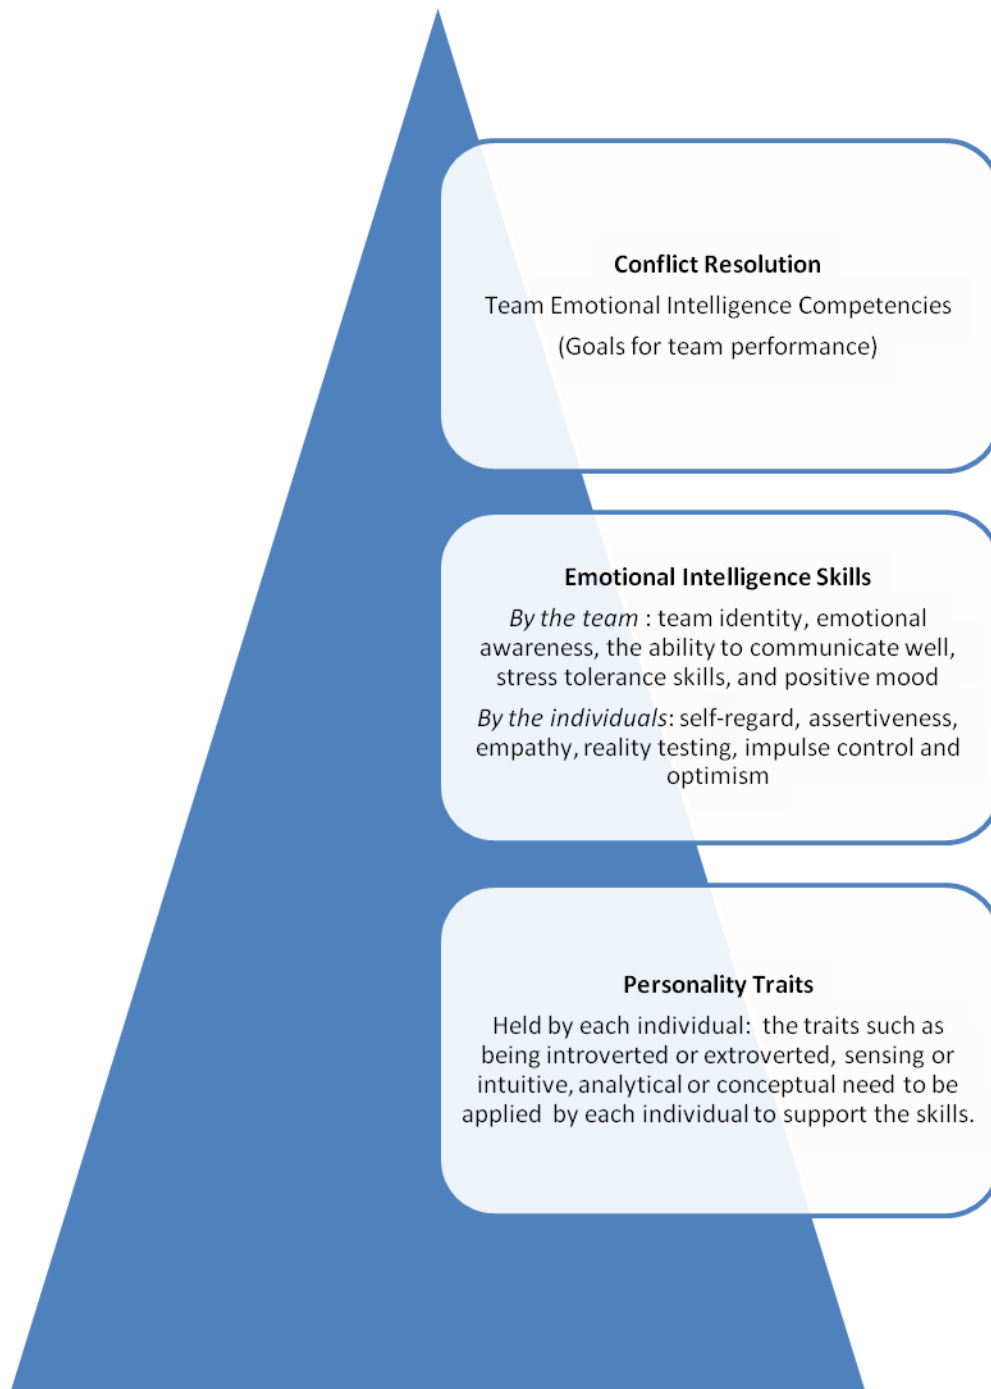 Conflict Resolution
Team Emotional Intelligence Competencies
(Goals for team performance)
Emotional Intelligence Skills
By the team : team identity, emotional
awareness, the ability to communicate well,
stress tolerance skills, and positive mood
By the individuals: self-regard, assertiveness,
empathy, reality testing, impulse control and
optimism
Personality Traits
Held by each individual:  the traits such as
being introverted or extroverted, sensing or
intuitive, analytical or conceptual need to be
applied  by each individual to support the skills.